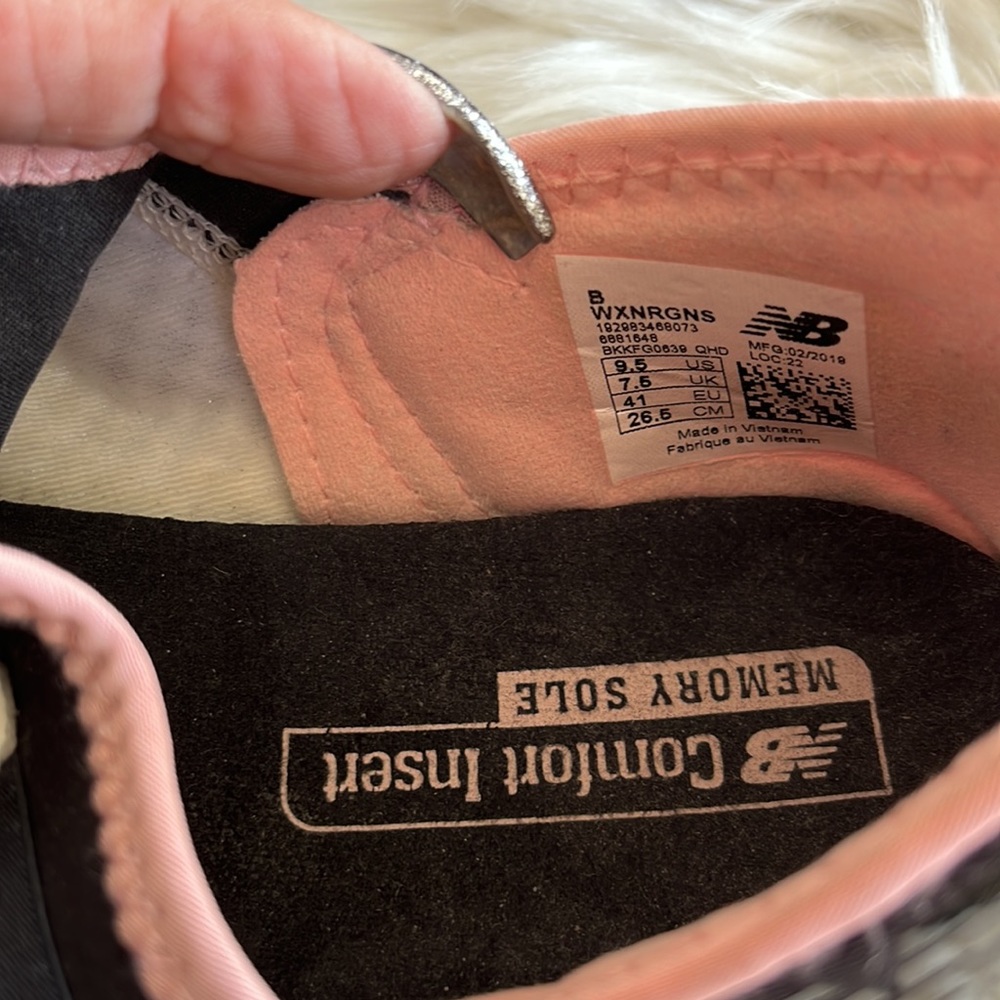 B
WXNRGNS
192983468073
6881648
BKKFG0639 QHD
9.5 US
7.5 UK
41 EU
26.5 CM
NB
MFG:02/2019
LOC:22
Made in Vietnam
Fabrique au Vietnam
MEMORY SOLE
NB Comfort Insert